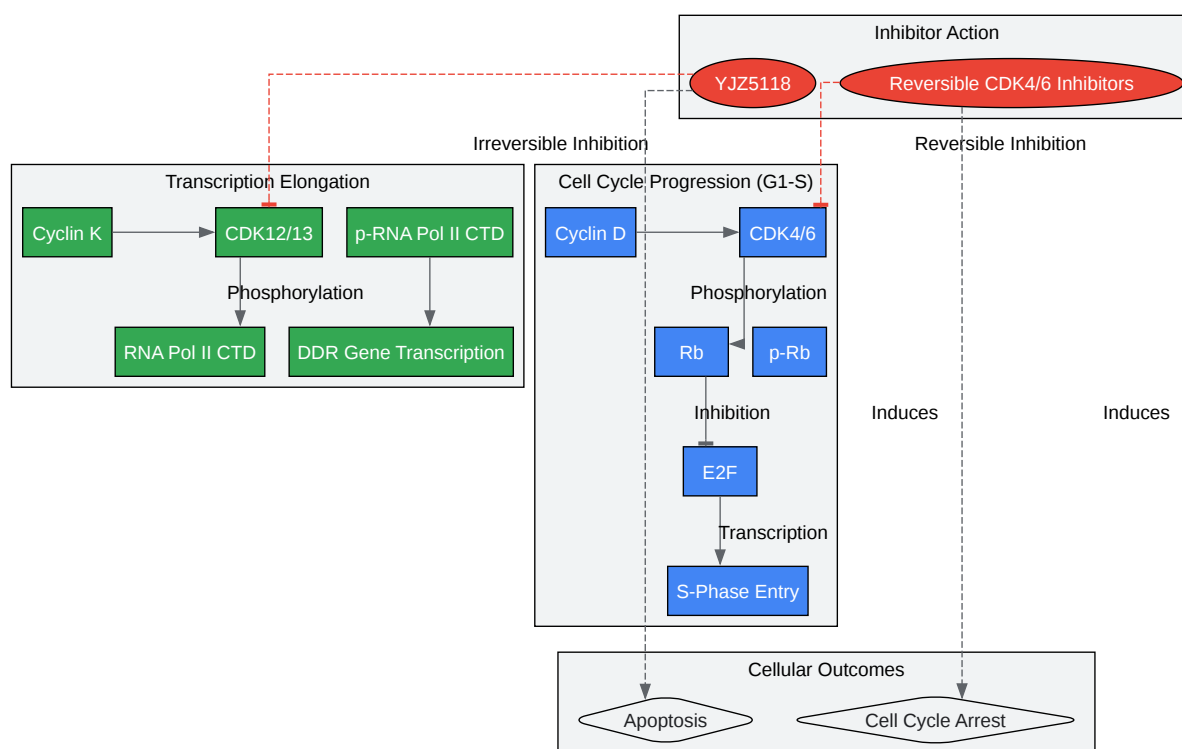 Inhibitor Action
YJZ5118
Reversible CDK4/6 Inhibitors
Irreversible Inhibition
Reversible Inhibition
Transcription Elongation
Cyclin K
CDK12/13
p-RNA Pol II CTD
Phosphorylation
RNA Pol II CTD
DDR Gene Transcription
Cell Cycle Progression (G1-S)
Cyclin D
CDK4/6
Phosphorylation
Rb
p-Rb
Inhibition
Induces
Induces
E2F
Transcription
S-Phase Entry
Cellular Outcomes
Apoptosis
Cell Cycle Arrest